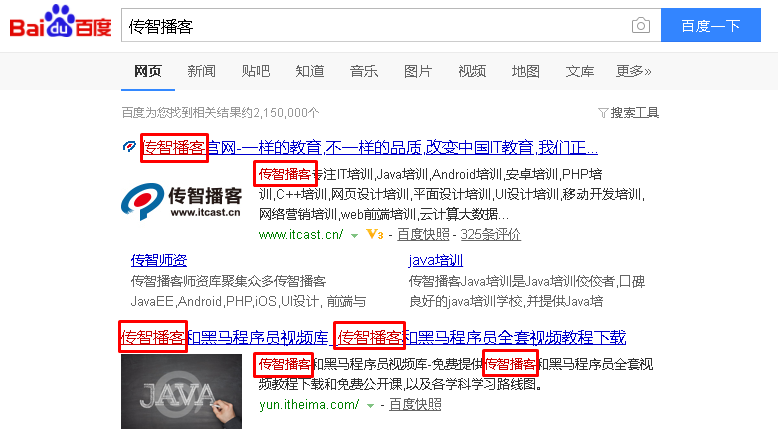 Bai du 百度 传智播客 百度一下
网页 新闻 贴吧 知道 音乐 图片 视频 地图 文库 更多»
百度为您找到相关结果约2,150,000个 搜索工具
传智播客官网-一样的教育,不一样的品质,改变中国IT教育,我们正...
传智播客 www.itcast.cn
传智播客专注IT培训,Java培训,Android培训,安卓培训,PHP培
训,C++培训,网页设计培训,平面设计培训,UI设计培训,移动开发培训,
网络营销培训,web前端培训,云计算大数据...
www.itcast.cn/ V3 - 百度快照 - 325条评价
传智师资
传智播客师资库聚集众多传智播客
JavaEE,Android,PHP,iOS,UI设计, 前端与
java培训
传智播客Java培训是Java培训佼佼者,口碑
良好的java培训学校,并提供Java培
传智播客和黑马程序员视频库_传智播客和黑马程序员全套视频教程下载
JAVA
传智播客和黑马程序员视频库-免费提供传智播客和黑马程序员全套视
频教程下载和免费公开课,以及各学科学习路线图。
yun.itheima.com/ - 百度快照